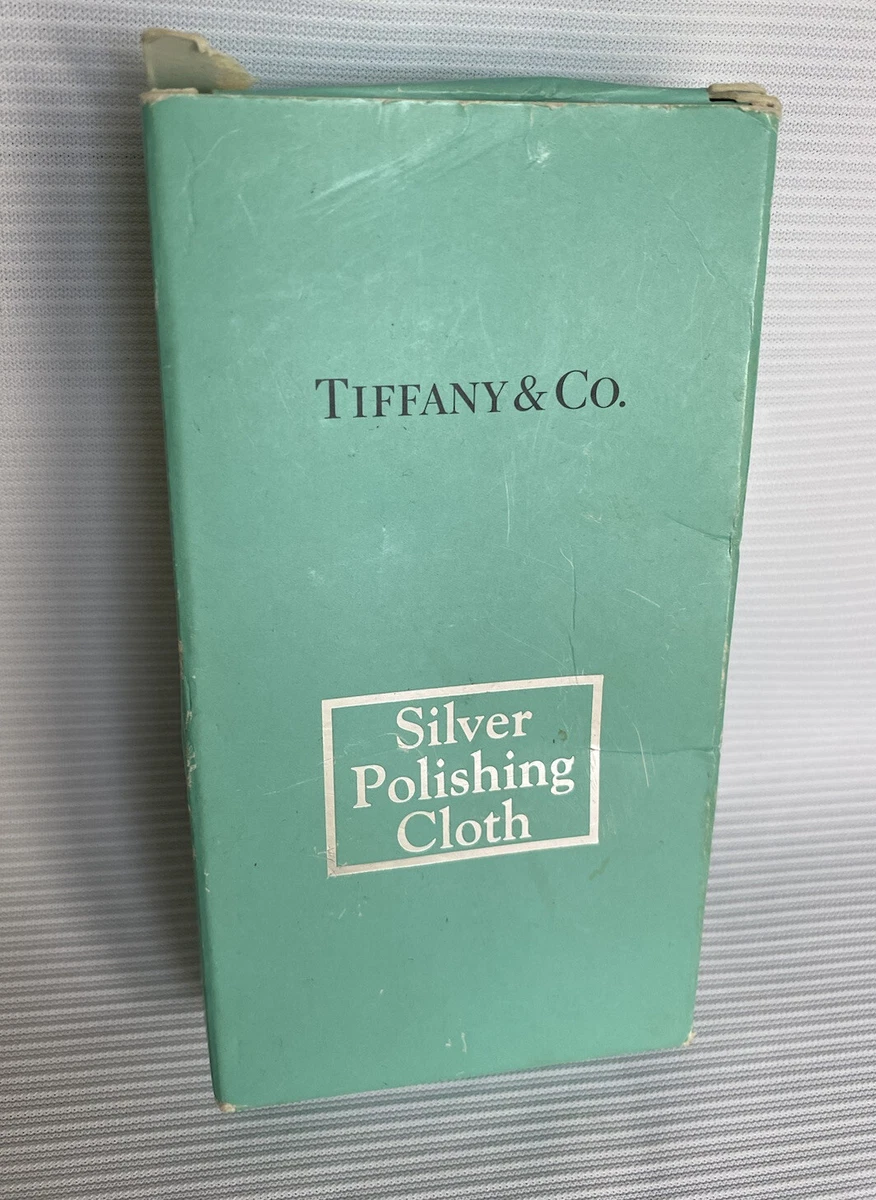 TIFFANY & CO.
Silver
Polishing
Cloth